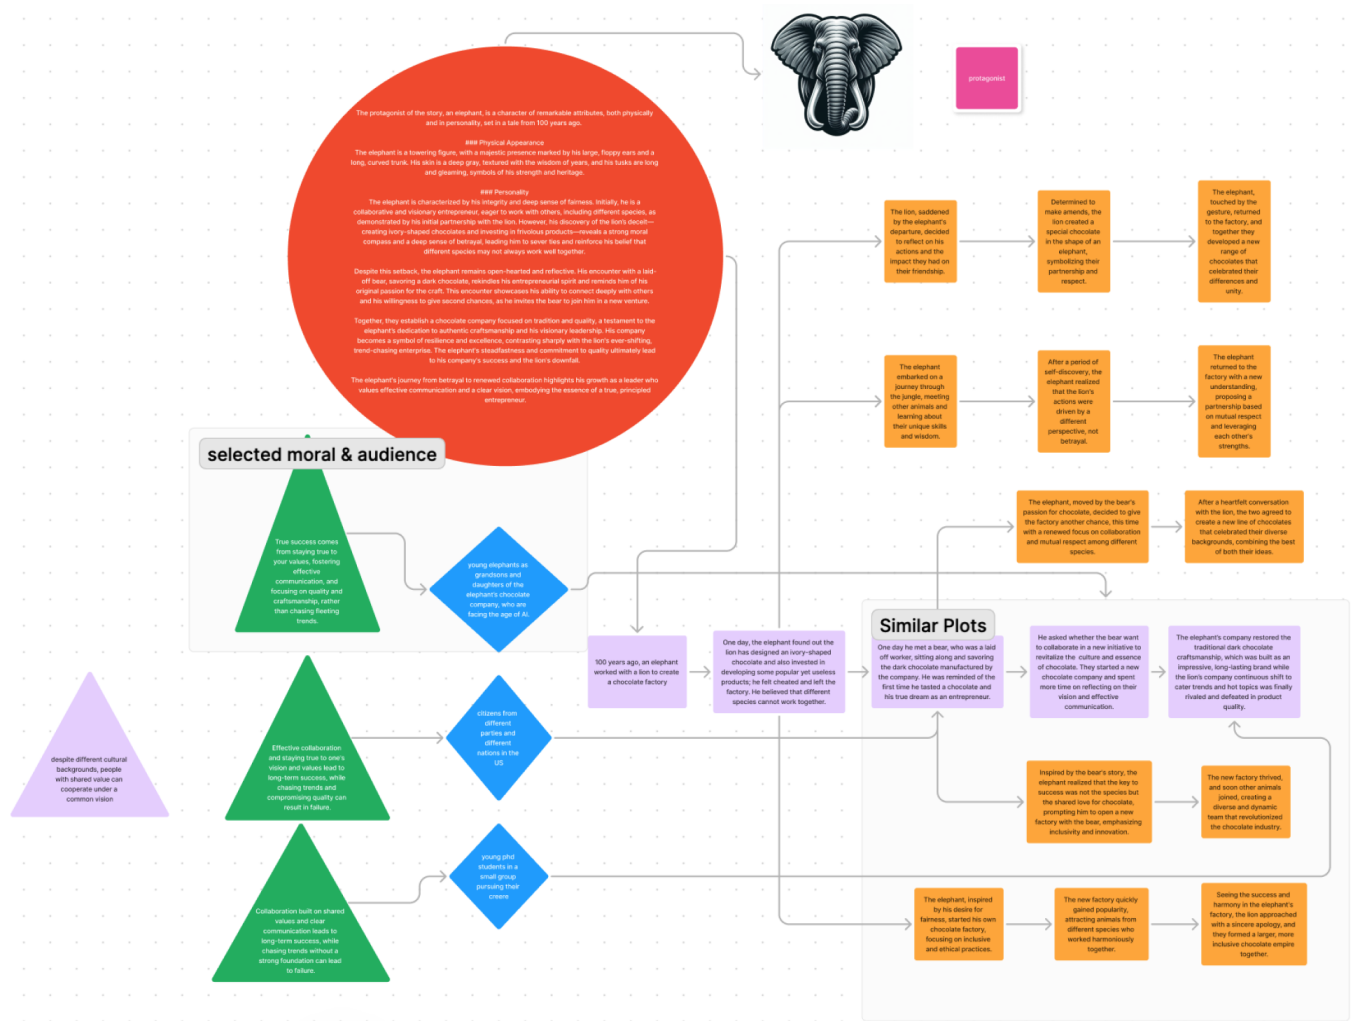 The protagonist of the story, an elephant, is a character of remarkable attributes, both physically
and in personality, set in a tale from 100 years ago.
### Physical Appearance
The elephant is a towering figure, with a majestic presence marked by his large, floppy ears and a
long, curved trunk. His skin is a deep gray, textured with the wisdom of years, and his tusks are long
and gleaming, symbols of his strength and heritage.
### Personality
The elephant is characterized by his integrity and deep sense of fairness. Initially, he is a
collaborative and visionary entrepreneur, eager to work with others, including different species, as
demonstrated by his initial partnership with the lion. However, his discovery of the lion's deceit—
creating ivory-shaped chocolates and investing in frivolous products—reveals a strong moral
compass and a deep sense of betrayal, leading him to sever ties and reinforce his belief that
different species may not always work well together.
Despite this setback, the elephant remains open-hearted and reflective. His encounter with a laid-
off bear, savoring a dark chocolate, rekindles his entrepreneurial spirit and reminds him of his
original passion for the craft. This encounter showcases his ability to connect deeply with others
and his willingness to give second chances, as he invites the bear to join him in a new venture.
Together, they establish a chocolate company focused on tradition and quality, a testament to the
elephant's dedication to authentic craftsmanship and his visionary leadership. His company
becomes a symbol of resilience and excellence, contrasting sharply with the lion's ever-shifting,
trend-chasing enterprise. The elephant's steadfastness and commitment to quality ultimately lead
to his company's success and the lion's downfall.
The elephant's journey from betrayal to renewed collaboration highlights his growth as a leader who
values effective communication and a clear vision, embodying the essence of a true, principled
entrepreneur.
protagonist
The lion, saddened
by the elephant's
departure, decided
to reflect on his
actions and the
impact they had on
their friendship.
Determined to
make amends, the
lion created a
special chocolate
in the shape of an
elephant,
symbolizing their
partnership and
respect.
The elephant,
touched by the
gesture, returned
to the factory, and
together they
developed a new
range of
chocolates that
celebrated their
differences and
unity.
The elephant
embarked on a
journey through
the jungle, meeting
other animals and
learning about
their unique skills
and wisdom.
After a period of
self-discovery, the
elephant realized
that the lion's
actions were
driven by a
different
perspective, not
betrayal.
The elephant
returned to the
factory with a new
understanding,
proposing a
partnership based
on mutual respect
and leveraging
each other's
strengths.
The elephant, moved by the bear's
passion for chocolate, decided to give
the factory another chance, this time
with a renewed focus on collaboration
and mutual respect among different
species.
After a heartfelt conversation
with the lion, the two agreed to
create a new line of chocolates
that celebrated their diverse
backgrounds, combining the best
of both their ideas.
selected moral & audience
True success comes
from staying true to
your values, fostering
effective
communication, and
focusing on quality and
craftsmanship, rather
than chasing fleeting
trends.
young elephants as
grandsons and
daughters of the
elephant's chocolate
company, who are
facing the age of AI.
Similar Plots
100 years ago, an elephant
worked with a lion to create
a chocolate factory
One day, the elephant found out the
lion has designed an ivory-shaped
chocolate and also invested in
developing some popular yet useless
products; he felt cheated and left the
factory. He believed that different
species cannot work together.
One day he met a bear, who was a laid
off worker, sitting along and savoring
the dark chocolate manufactured by
the company. He was reminded of the
first time he tasted a chocolate and
his true dream as an entrepreneur.
He asked whether the bear want
to collaborate in a new initiative to
revitalize the culture and essence
of chocolate. They started a new
chocolate company and spent
more time on reflecting on their
vision and effective
communication.
The elephant's company restored the
traditional dark chocolate
craftsmanship, which was built as an
impressive, long-lasting brand while
the lion's company continuous shift to
cater trends and hot topics was finally
rivaled and defeated in product
quality.
despite different cultural
backgrounds, people
with shared value can
cooperate under a
common vision
Effective collaboration
and staying true to one's
vision and values lead to
long-term success, while
chasing trends and
compromising quality can
result in failure.
citizens from
different
parties and
different
nations in the
US
Inspired by the bear's story, the
elephant realized that the key to
success was not the species but
the shared love for chocolate,
prompting him to open a new
factory with the bear, emphasizing
inclusivity and innovation.
The new factory thrived,
and soon other animals
joined, creating a
diverse and dynamic
team that revolutionized
the chocolate industry.
Collaboration built on shared
values and clear
communication leads to
long-term success, while
chasing trends without a
strong foundation can lead
to failure.
young phd
students in a
small group
pursuing their
creere
The elephant, inspired
by his desire for
fairness, started his own
chocolate factory,
focusing on inclusive
and ethical practices.
The new factory quickly
gained popularity,
attracting animals from
different species who
worked harmoniously
together.
Seeing the success and
harmony in the elephant's
factory, the lion approached
with a sincere apology, and
they formed a larger, more
inclusive chocolate empire
together.